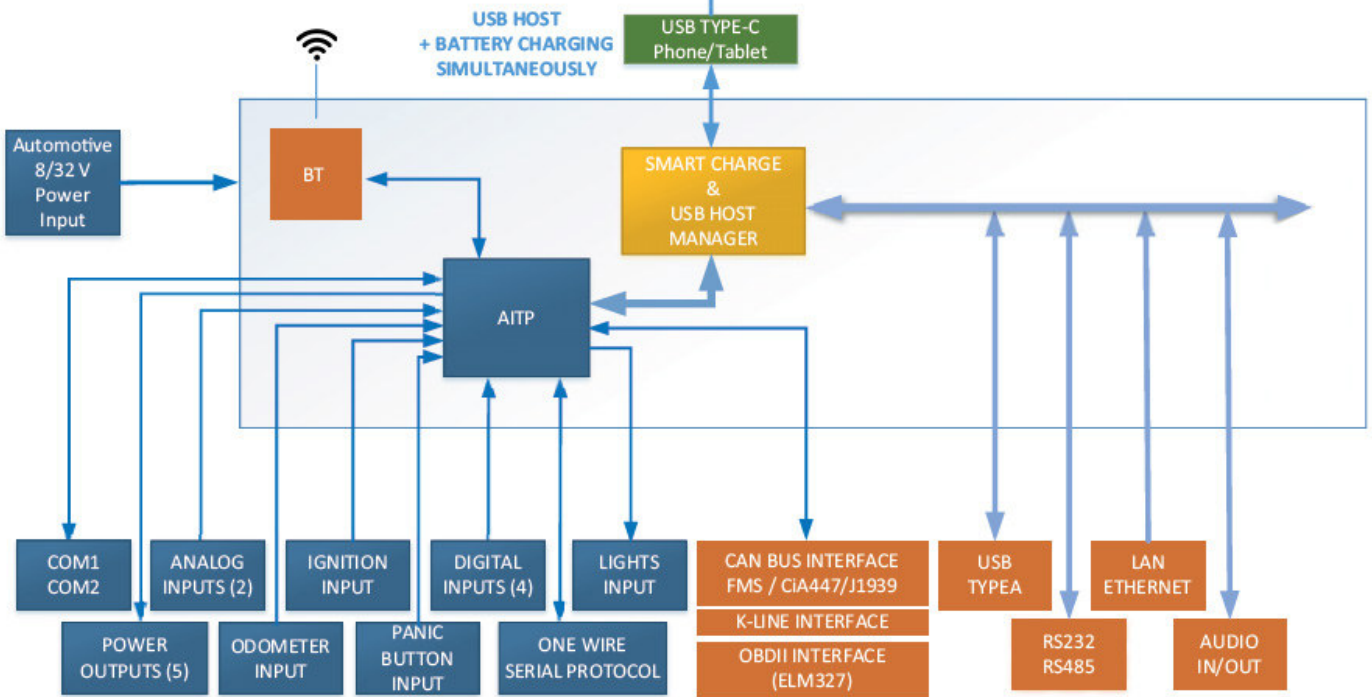 USB HOST
+ BATTERY CHARGING
SIMULTANEOUSLY
USB TYPE-C
Phone/Tablet
Automotive
8/32 V
Power
Input
BT
SMART CHARGE
&
USB HOST
MANAGER
AITP
COM1
COM2
ANALOG
INPUTS (2)
IGNITION
INPUT
DIGITAL
INPUTS (4)
LIGHTS
INPUT
CAN BUS INTERFACE
FMS / CiA447/J1939
K-LINE INTERFACE
OBDII INTERFACE
(ELM327)
USB
TYPEA
LAN
ETHERNET
POWER
OUTPUTS (5)
ODOMETER
INPUT
PANIC
BUTTON
INPUT
ONE WIRE
SERIAL PROTOCOL
RS232
RS485
AUDIO
IN/OUT